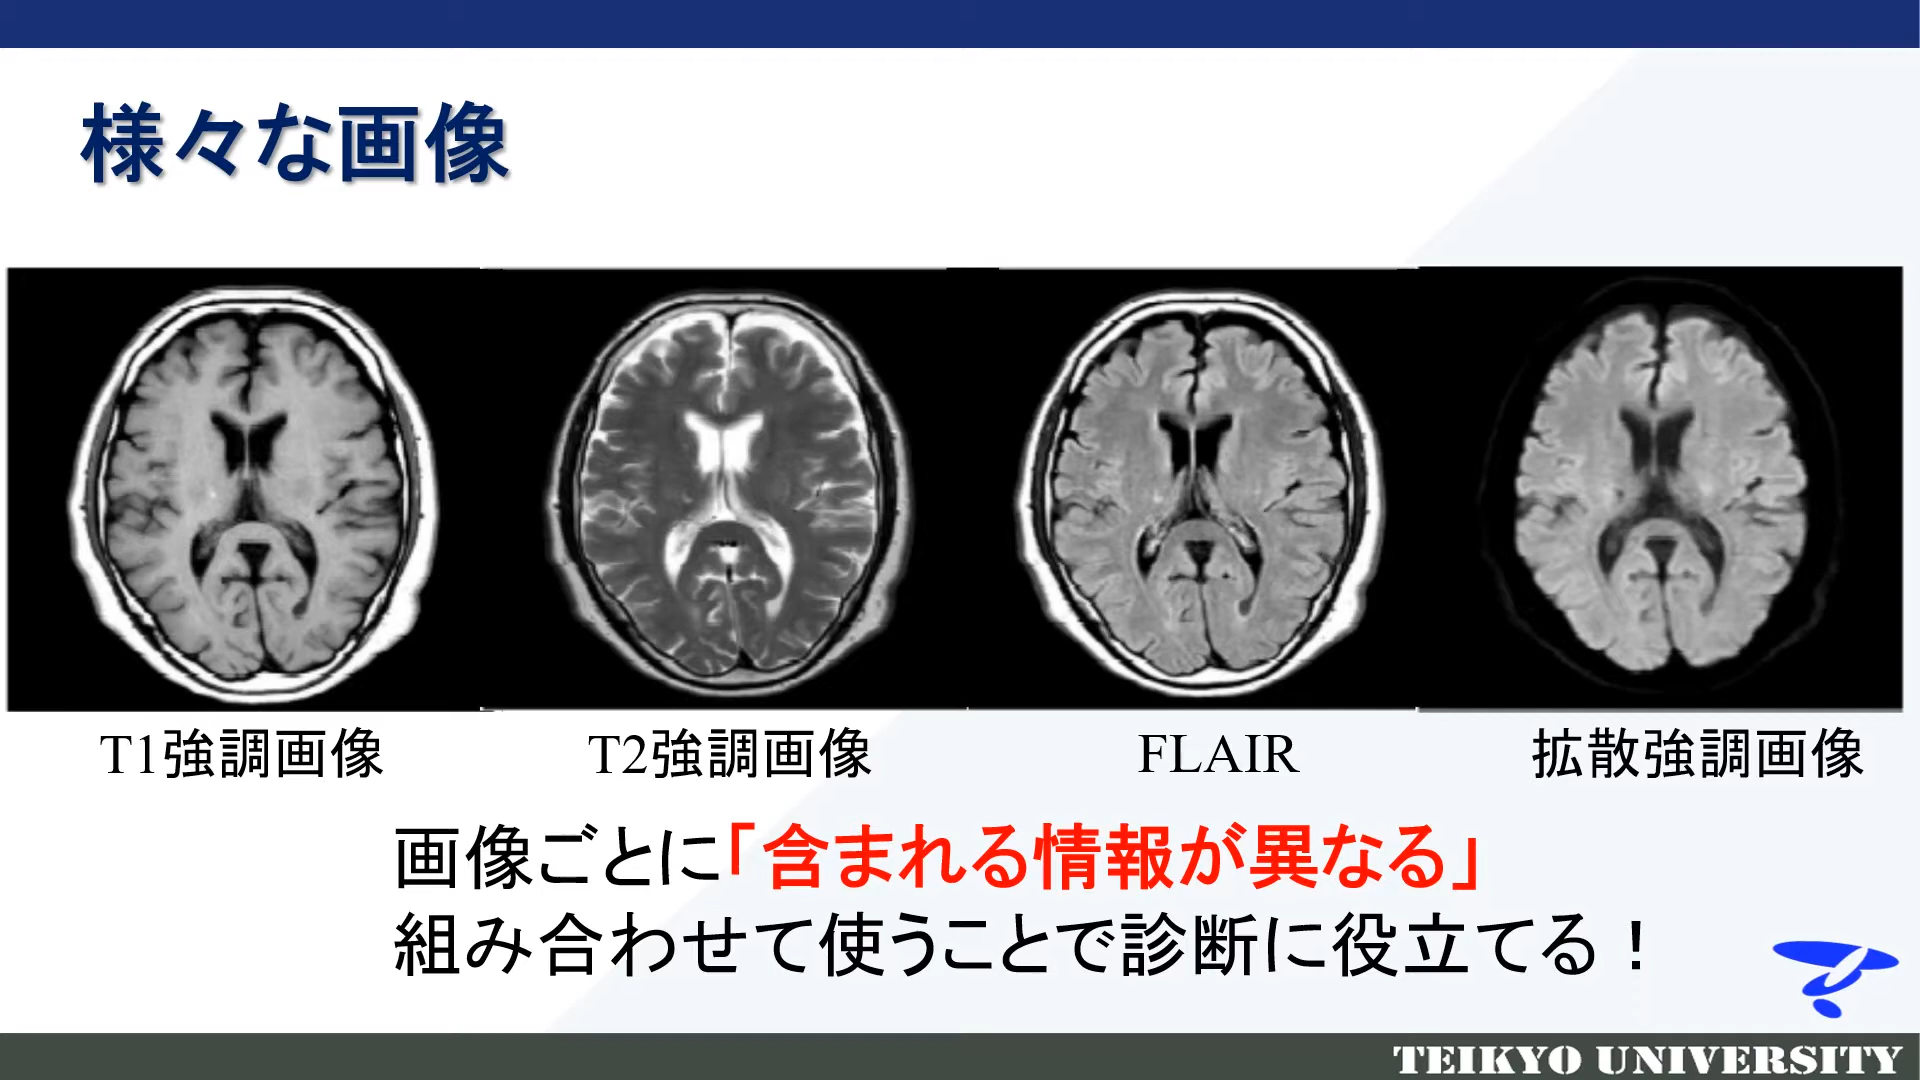 様々な画像
T1強調画像
T2強調画像
FLAIR
拡散強調画像
画像ごとに「含まれる情報が異なる」
組み合わせて使うことで診断に役立てる！
TEIKYO UNIVERSITY